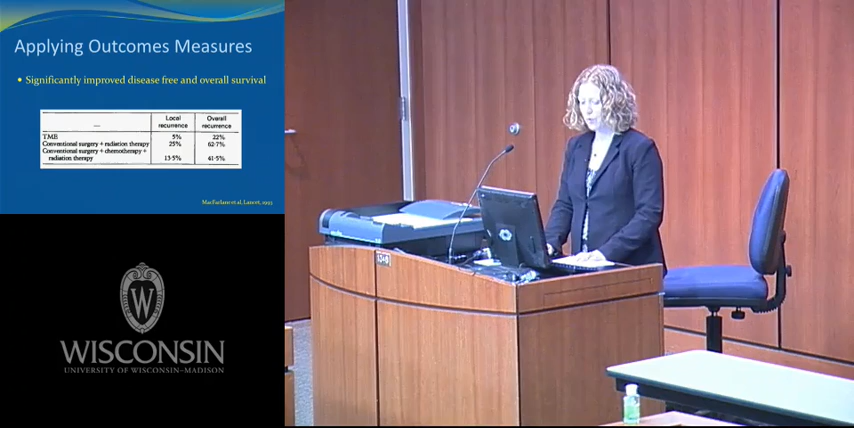 Applying Outcomes Measures
• Significantly improved disease free and overall survival
Local recurrence Overall recurrence
TME 5% 22%
Conventional surgery + radiation therapy 25% 62·7%
Conventional surgery + chemotherapy +
radiation therapy 13·5% 41·5%
MacFarlane et al, Lancet, 1993
W
WISCONSIN
UNIVERSITY OF WISCONSIN–MADISON